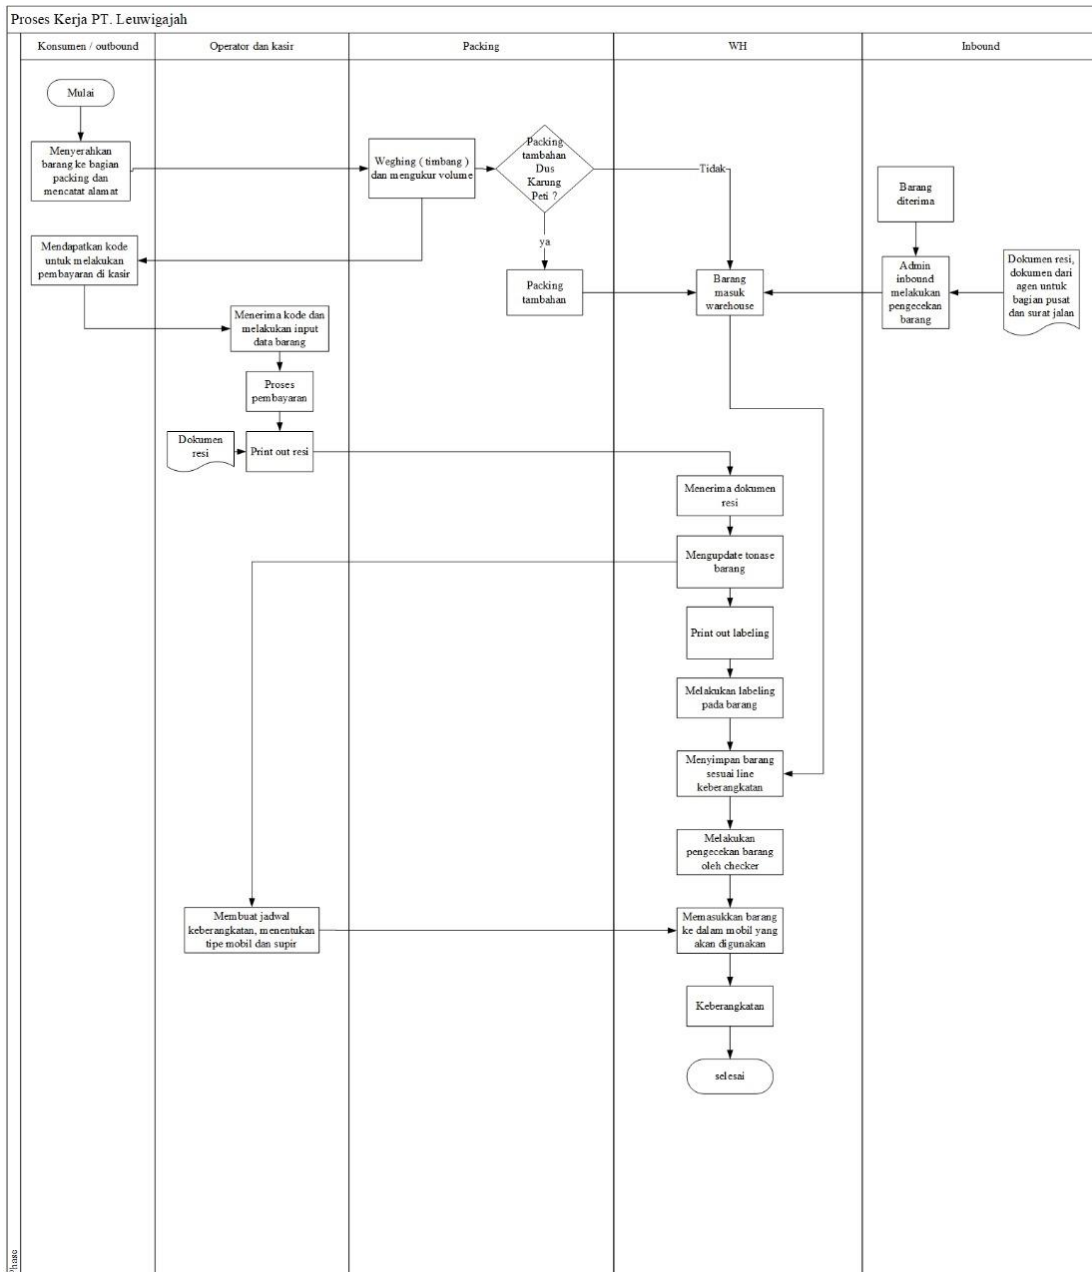 Proses Kerja PT. Leuwigajah
Konsumen / outbound
Operator dan kasir
Packing
WH
Inbound
Mulai
Menyerahkan
barang ke bagian
packing dan
mencatat alamat
Weghing ( timbang )
dan mengukur volume
Packing
tambahan
Dus
Karung
Peti ?
Tidak
ya
Packing
tambahan
Barang
masuk
warehouse
Barang
diterima
Admin
inbound
melakukan
pengecekan
barang
Dokumen resi,
dokumen dari
agen untuk
bagian pusat
dan surat jalan
Mendapatkan kode
untuk melakukan
pembayaran di kasir
Menerima kode dan
melakukan input
data barang
Proses
pembayaran
Dokumen
resi
Print out resi
Menerima dokumen
resi
Mengupdate tonase
barang
Print out labeling
Melakukan labeling
pada barang
Menyimpan barang
sesuai line
keberangkatan
Melakukan
pengecekan barang
oleh checker
Membuat jadwal
keberangkatan, menentukan
tipe mobil dan supir
Memasukkan barang
ke dalam mobil yang
akan digunakan
Keberangkatan
selesai
Phase